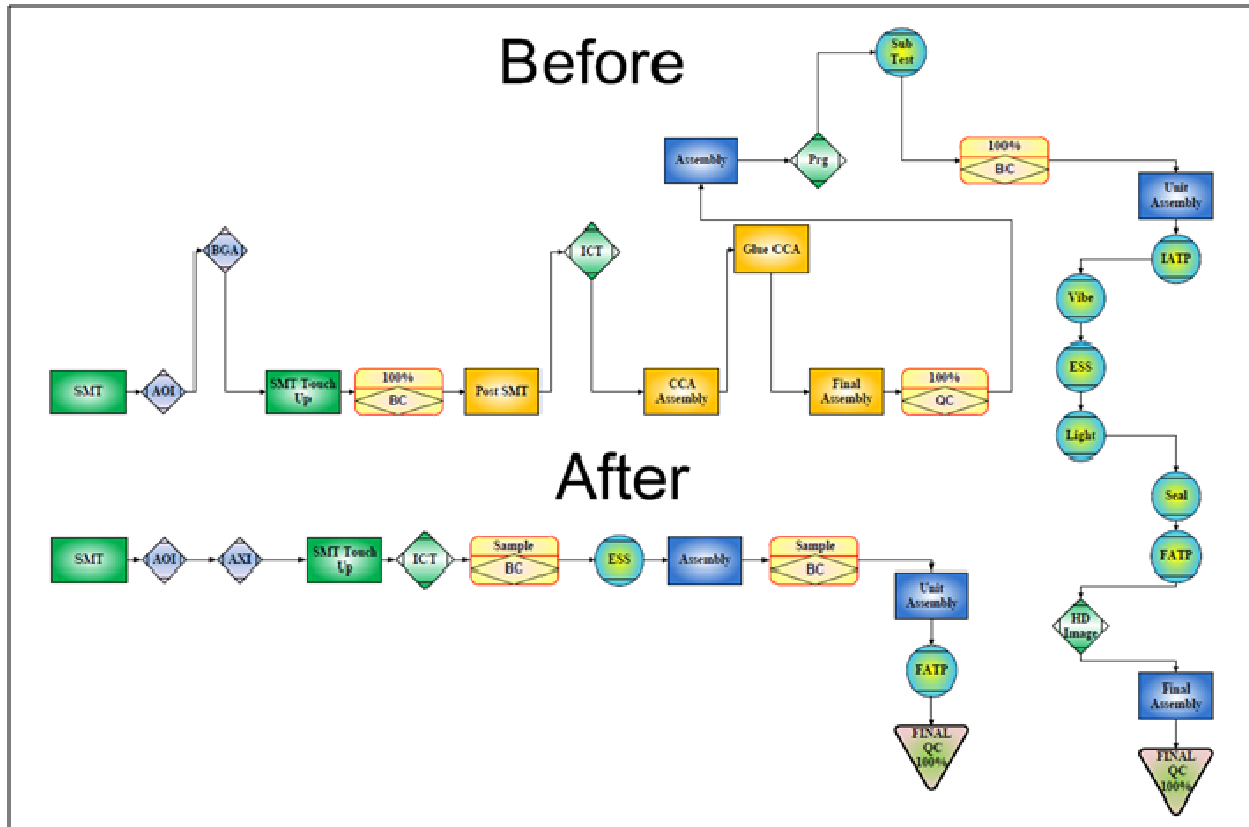 Before
Sub
Test
Assembly
Prg
100%
BC
Unit
Assembly
BGA
ICT
Glue CCA
IATP
Vibe
ESS
SMT
AOI
SMT Touch
Up
100%
BC
Post SMT
CCA
Assembly
Final
Assembly
100%
QC
Light
Seal
FATP
HD
Image
Final
Assembly
FINAL
QC
100%
After
SMT
AOI
AXI
SMT Touch
Up
ICT
Sample
BG
ESS
Assembly
Sample
BC
Unit
Assembly
FATP
FINAL
QC
100%